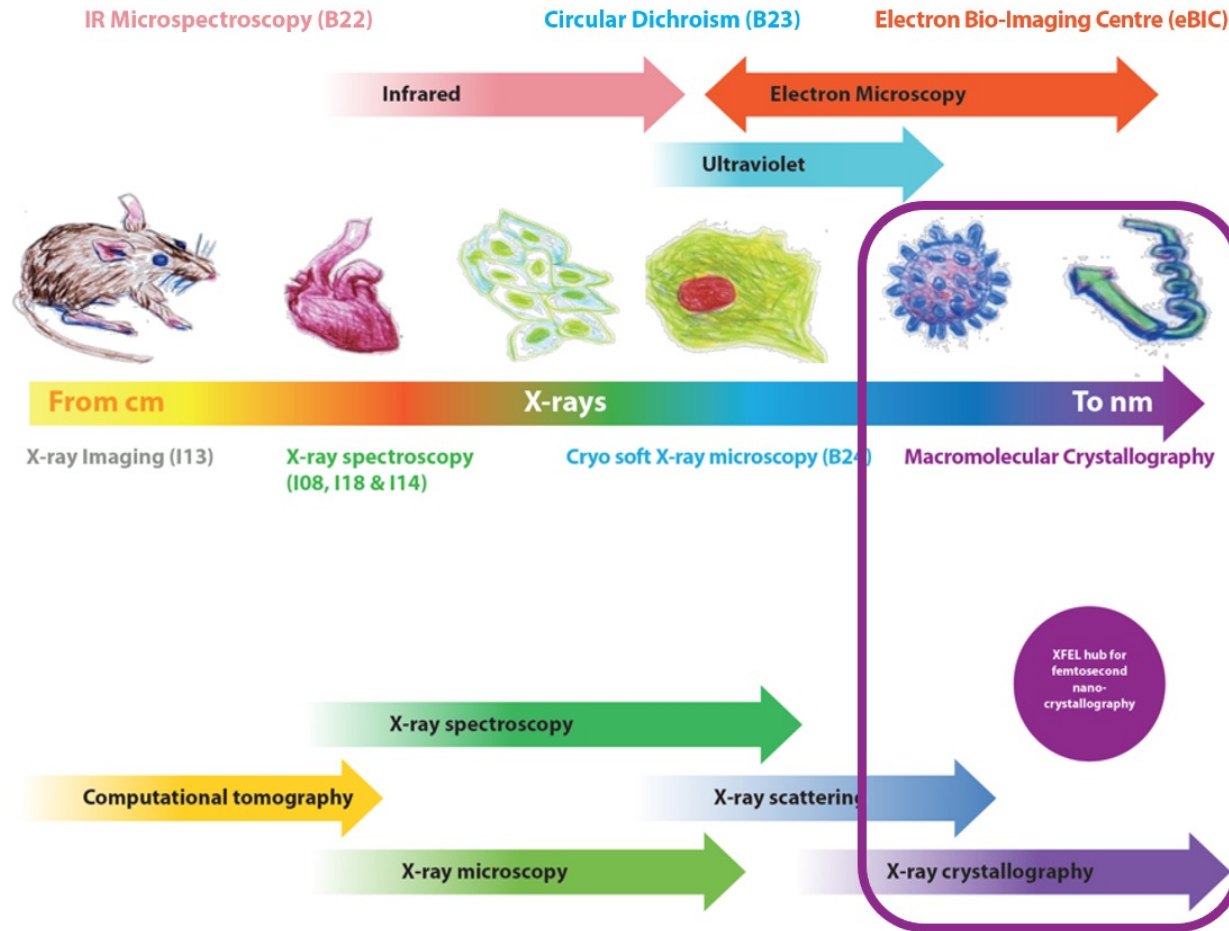 IR Microspectroscopy (B22)
Circular Dichroism (B23)
Electron Bio-Imaging Centre (eBIC)
Infrared
Electron Microscopy
Ultraviolet
From cm
X-rays
To nm
X-ray Imaging (I13)
X-ray spectroscopy
(I08, I18 & I14)
Cryo soft X-ray microscopy (B24)
Macromolecular Crystallography
XFEL hub for
femtosecond
nano-
crystallography
X-ray spectroscopy
Computational tomography
X-ray scattering
X-ray microscopy
X-ray crystallography